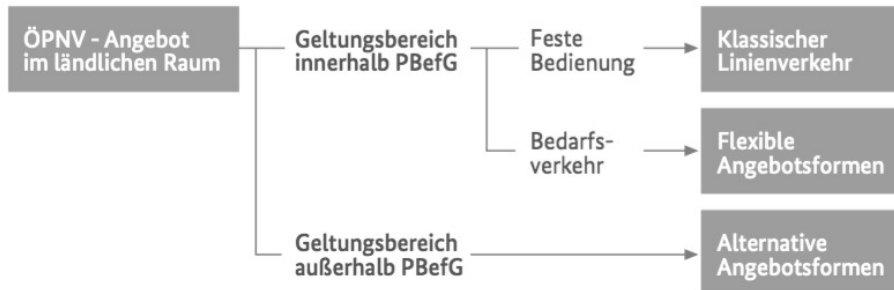 ÖPNV - Angebot
im ländlichen Raum
Geltungsbereich
innerhalb PBefG
Feste
Bedienung
Klassischer
Linienverkehr
Bedarfs-
verkehr
Flexible
Angebotsformen
Geltungsbereich
außerhalb PBefG
Alternative
Angebotsformen